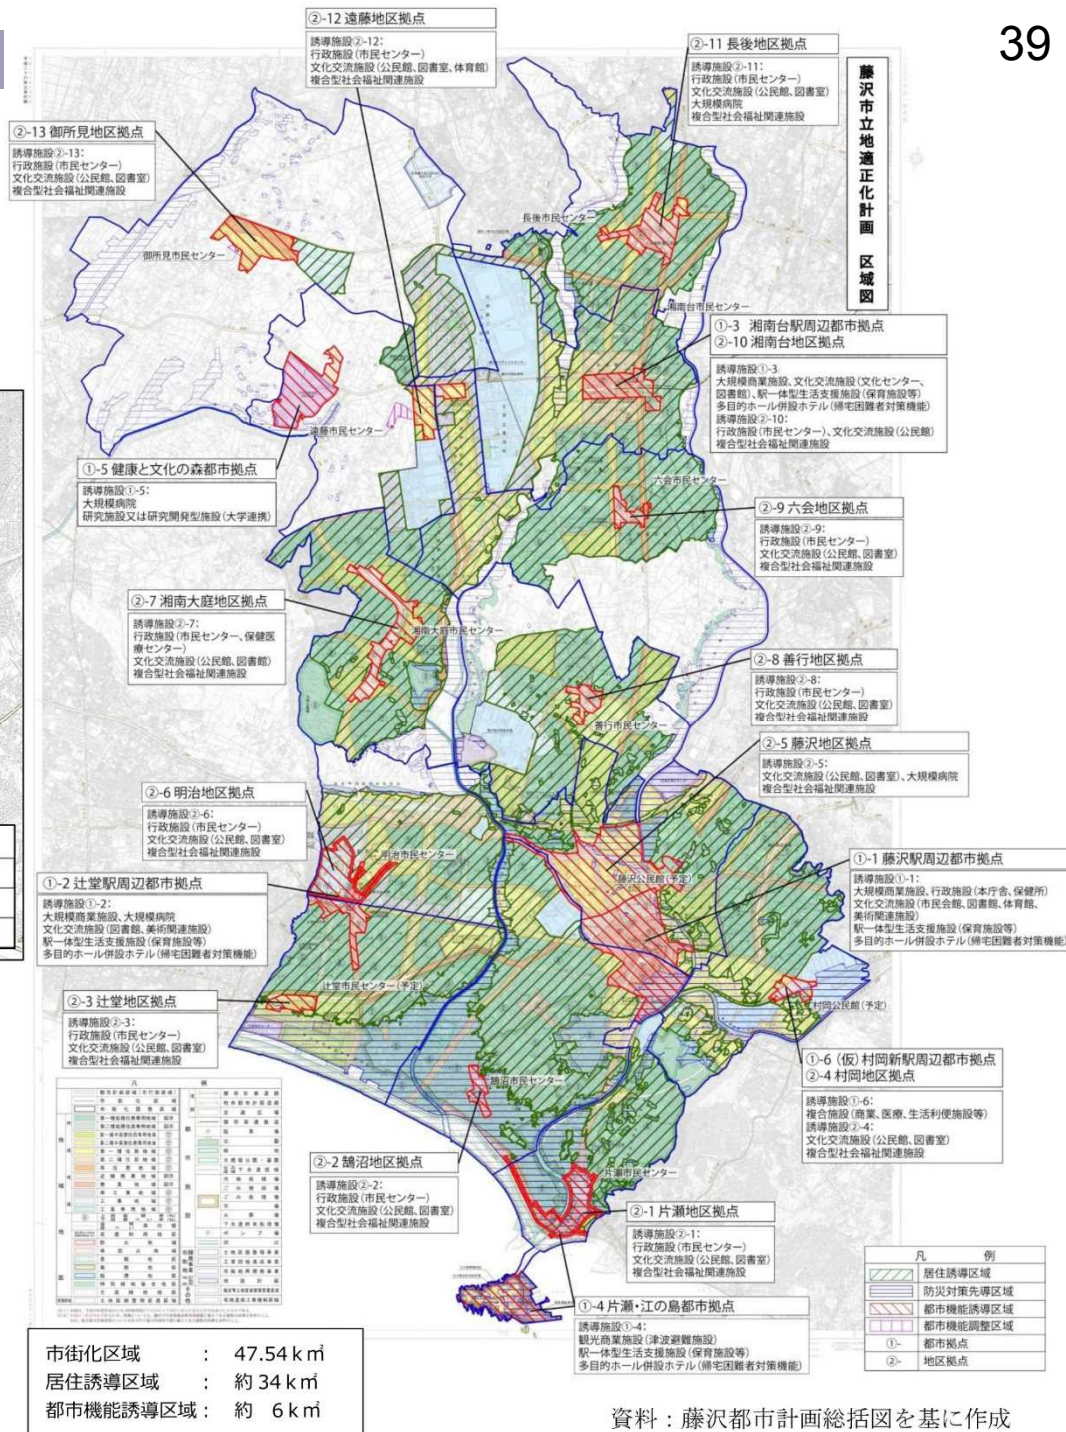 39
藤沢市立地適正化計画 区域図
②-12 遠藤地区拠点
誘導施設②-12:
行政施設(市民センター)
文化交流施設(公民館、図書室、体育館)
複合型社会福祉関連施設
②-11 長後地区拠点
誘導施設②-11:
行政施設(市民センター)
文化交流施設(公民館、図書室)
大規模病院
複合型社会福祉関連施設
②-13 御所見地区拠点
誘導施設②-13:
行政施設(市民センター)
文化交流施設(公民館、図書室)
複合型社会福祉関連施設
長後市民センター
御所見市民センター
湘南台市民センター
①-3 湘南台駅周辺都市拠点
②-10 湘南台地区拠点
誘導施設①-3
大規模商業施設、文化交流施設(文化センター、
図書館)、駅一体型生活支援施設(保育施設等)
多目的ホール併設ホテル(帰宅困難者対策機能)
誘導施設②-10:
行政施設(市民センター)、文化交流施設(公民館)
複合型社会福祉関連施設
遠藤市民センター
①-5 健康と文化の森都市拠点
誘導施設①-5:
大規模病院
研究施設又は研究開発型施設(大学連携)
六会市民センター
②-9 六会地区拠点
誘導施設②-9:
行政施設(市民センター)
文化交流施設(公民館、図書室)
複合型社会福祉関連施設
②-7 湘南大庭地区拠点
誘導施設②-7:
行政施設(市民センター、保健医
療センター)
文化交流施設(公民館、図書館)
複合型社会福祉関連施設
湘南大庭市民センター
②-8 善行地区拠点
誘導施設②-8:
行政施設(市民センター)
文化交流施設(公民館、図書室)
複合型社会福祉関連施設
善行市民センター
②-5 藤沢地区拠点
誘導施設②-5:
文化交流施設(公民館、図書室)、大規模病院
複合型社会福祉関連施設
②-6 明治地区拠点
誘導施設②-6:
行政施設(市民センター)
文化交流施設(公民館、図書室)
複合型社会福祉関連施設
明治市民センター
藤沢公民館(予定)
①-1 藤沢駅周辺都市拠点
誘導施設①-1:
大規模商業施設、行政施設(本庁舎、保健所)
文化交流施設(市民会館、図書館、体育館、
美術関連施設)
駅一体型生活支援施設(保育施設等)
多目的ホール併設ホテル(帰宅困難者対策機能)
①-2 辻堂駅周辺都市拠点
誘導施設①-2:
大規模商業施設、大規模病院
文化交流施設(図書館、美術関連施設)
駅一体型生活支援施設(保育施設等)
多目的ホール併設ホテル(帰宅困難者対策機能)
辻堂市民センター(予定)
②-3 辻堂地区拠点
誘導施設②-3:
行政施設(市民センター)
文化交流施設(公民館、図書室)
複合型社会福祉関連施設
村岡公民館(予定)
①-6 (仮)村岡新駅周辺都市拠点
②-4 村岡地区拠点
誘導施設①-6:
複合施設(商業、医療、生活利便施設等)
誘導施設②-4:
文化交流施設(公民館、図書室)
複合型社会福祉関連施設
鵠沼市民センター
②-2 鵠沼地区拠点
誘導施設②-2:
行政施設(市民センター)
文化交流施設(公民館、図書室)
複合型社会福祉関連施設
片瀬市民センター
②-1 片瀬地区拠点
誘導施設②-1:
行政施設(市民センター)
文化交流施設(公民館、図書室)
複合型社会福祉関連施設
①-4 片瀬・江の島都市拠点
誘導施設①-4:
観光商業施設(津波避難施設)
駅一体型生活支援施設(保育施設等)
多目的ホール併設ホテル(帰宅困難者対策機能)
凡 例
居住誘導区域
防災対策先導区域
都市機能誘導区域
都市機能調整区域
①- 都市拠点
②- 地区拠点
凡 例
市街化区域 : 47.54 k㎡
居住誘導区域 : 約 34 k㎡
都市機能誘導区域 : 約 6 k㎡
資料：藤沢都市計画総括図を基に作成